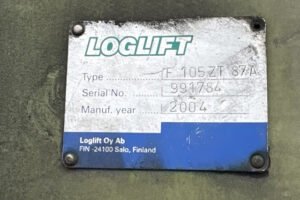 LOGLIFT
Type .................. F 105ZT 87A
Serial No. ........... 991784
Manuf. year ........ 2004
Loglift Oy Ab
FIN -24100 Salo, Finland